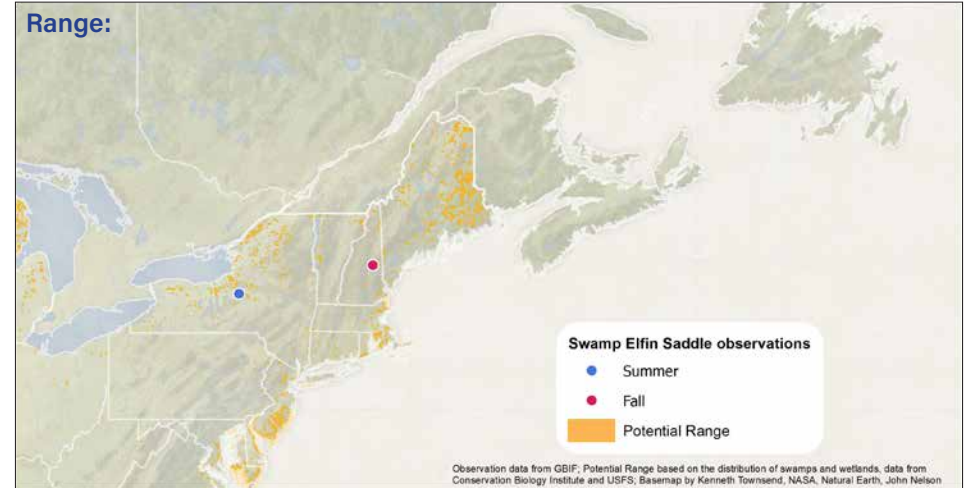 Range:
Swamp Elfin Saddle observations
Summer
Fall
Potential Range
Observation data from GBIF; Potential Range based on the distribution of swamps and wetlands, data from
Conservation Biology Institute and USFS; Basemap by Kenneth Townsend, NASA, Natural Earth, John Nelson